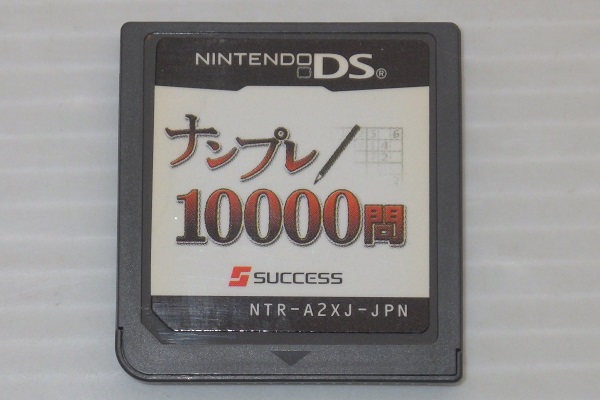 NINTENDO DS®
ナンプレ
10000問
SUCCESS
NTR-A2XJ-JPN